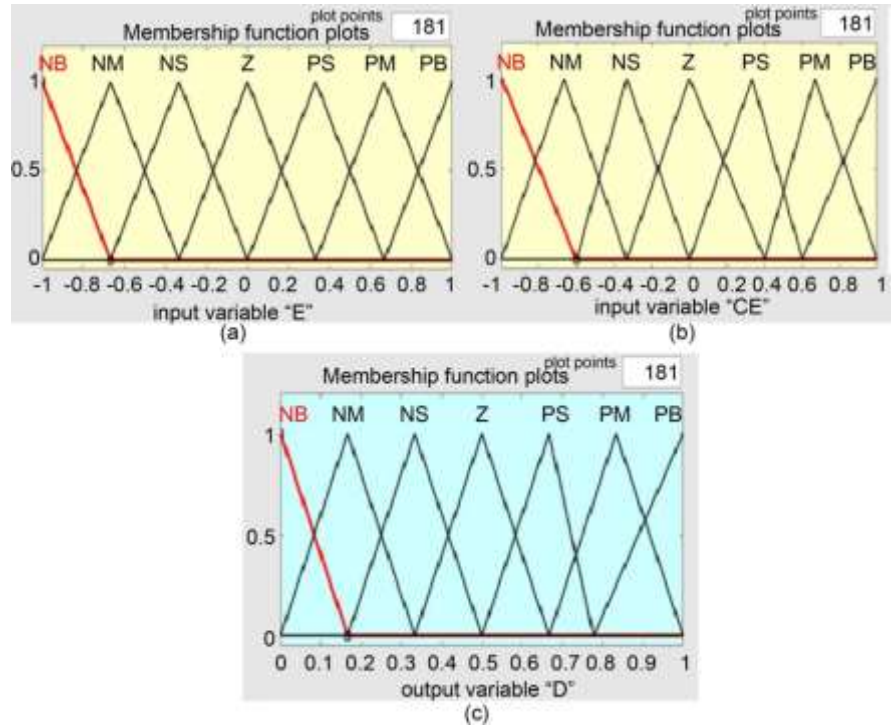 plot points 181
Membership function plots
NB NM NS Z PS PM PB
1
0.5
0
-1 -0.8 -0.6 -0.4 -0.2 0 0.2 0.4 0.6 0.8 1
input variable “E”
(a)
plot points 181
Membership function plots
NB NM NS Z PS PM PB
1
0.5
0
-1 -0.8 -0.6 -0.4 -0.2 0 0.2 0.4 0.6 0.8 1
input variable “CE”
(b)
plot points 181
Membership function plots
NB NM NS Z PS PM PB
1
0.5
0
0 0.1 0.2 0.3 0.4 0.5 0.6 0.7 0.8 0.9 1
output variable “D”
(c)